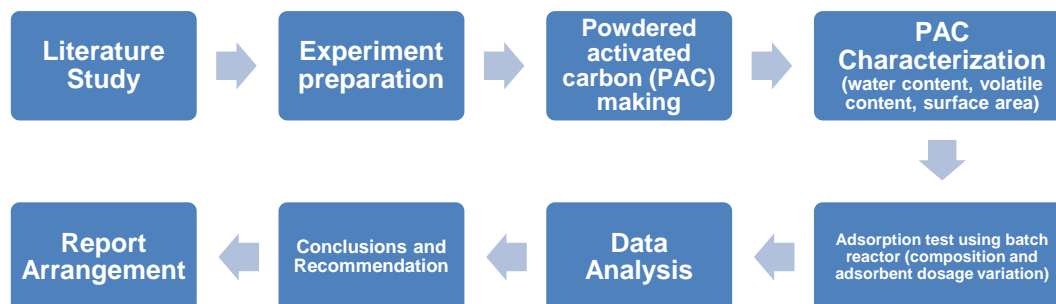 Literature
Study
Experiment
preparation
Powdered
activated
carbon (PAC)
making
PAC
Characterization
(water content, volatile
content, surface area)
Adsorption test using batch
reactor (composition and
adsorbent dosage variation)
Data
Analysis
Conclusions and
Recommendation
Report
Arrangement